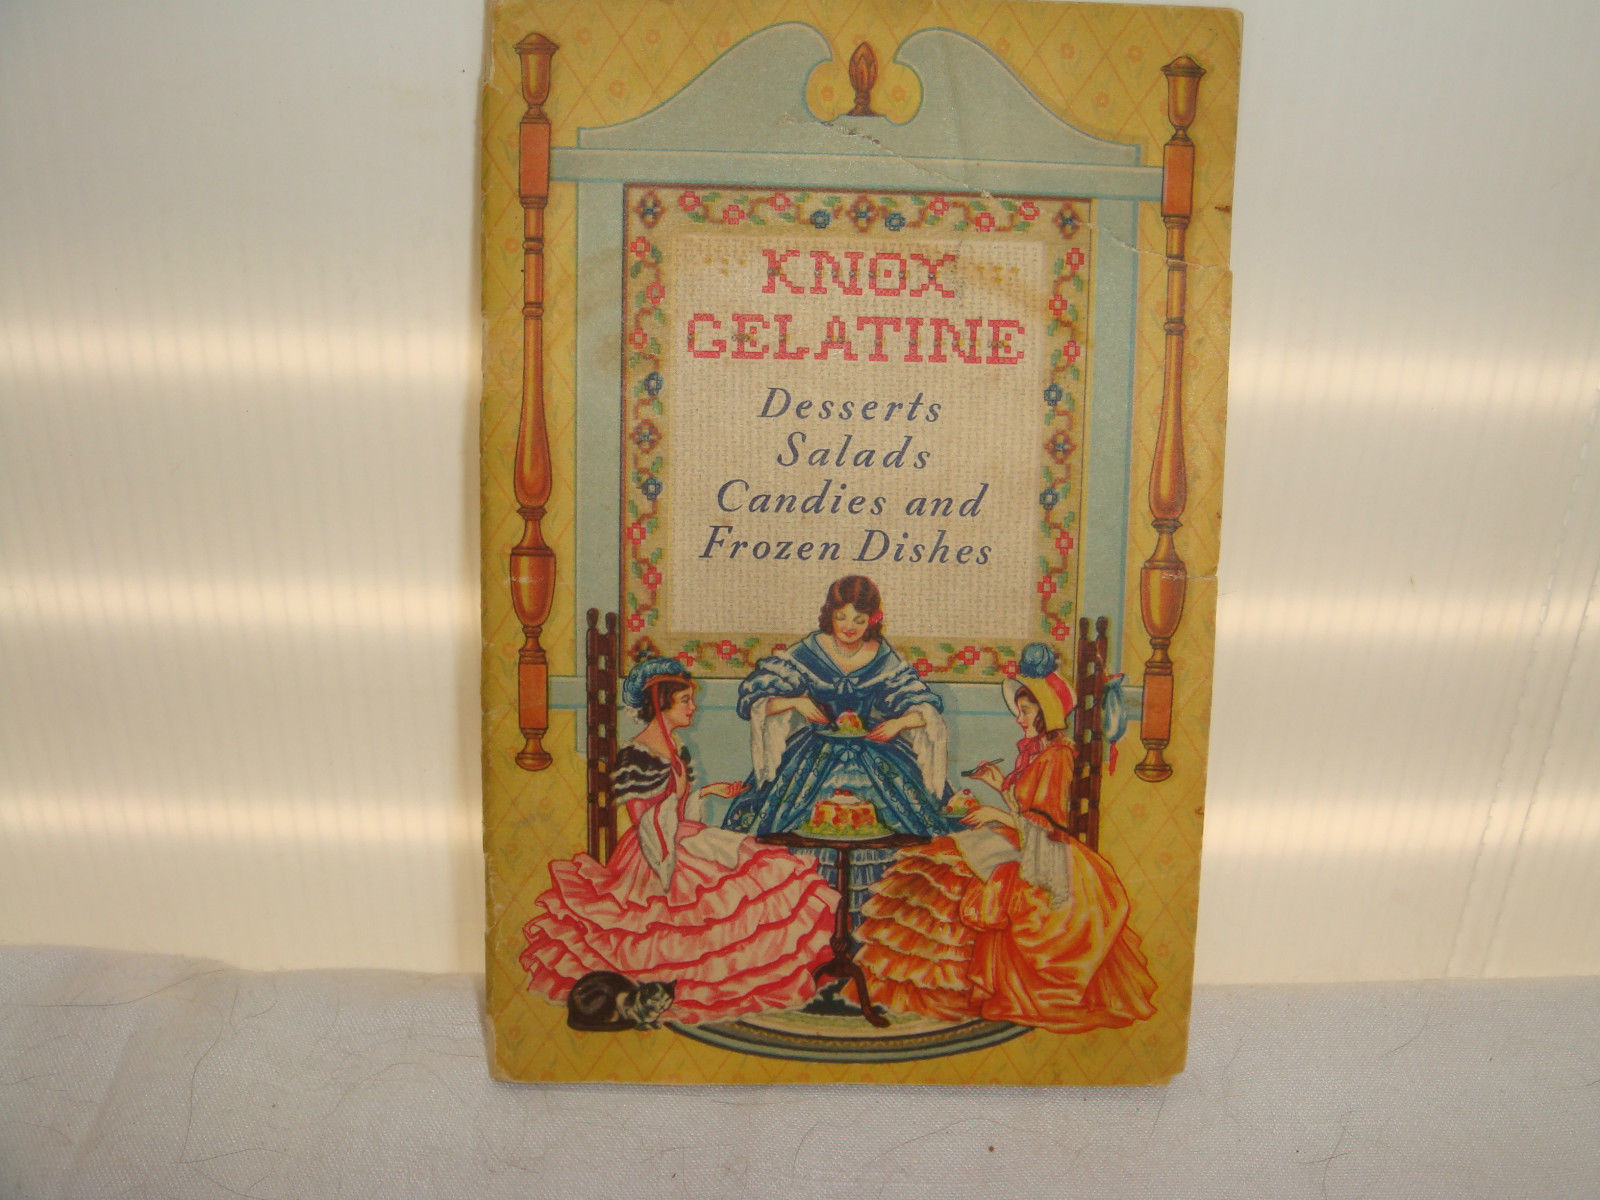 KNOX
GELATINE
Desserts
Salads
Candies and
Frozen Dishes